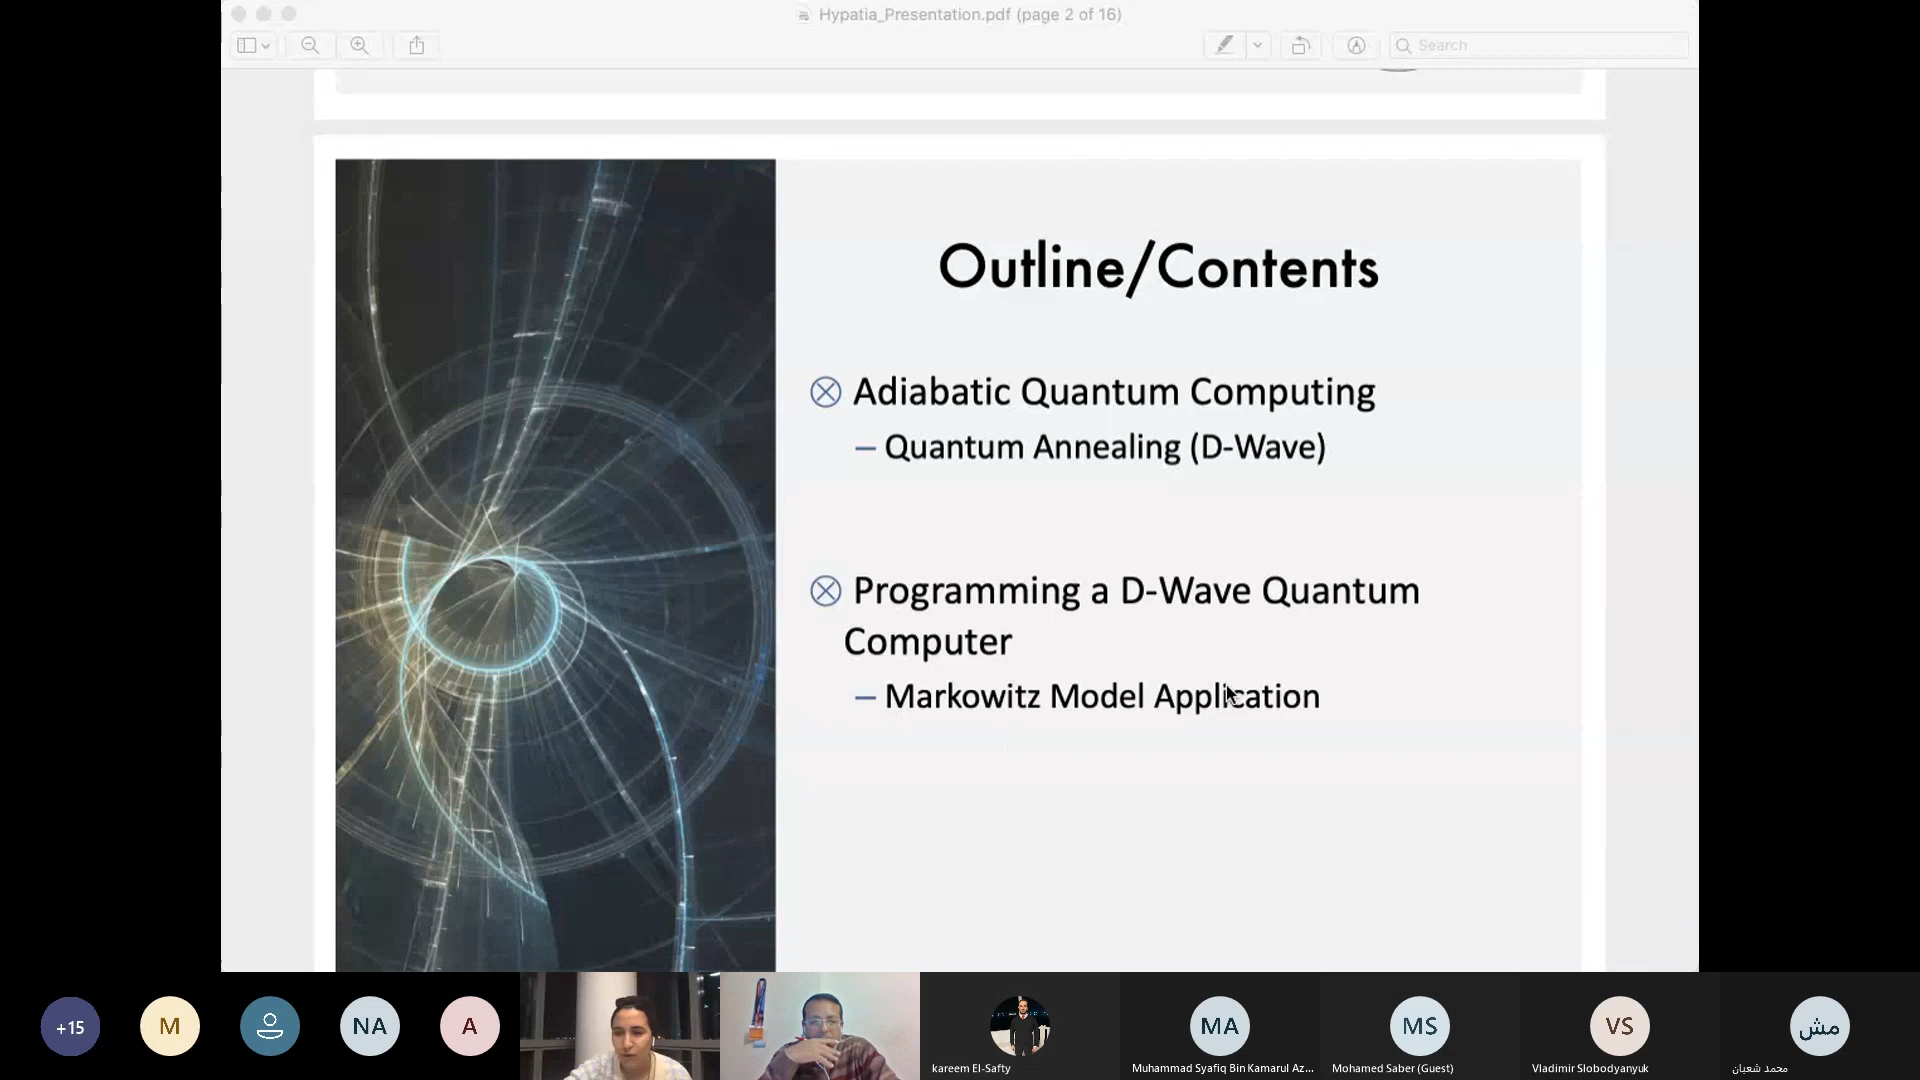 Hypatia_Presentation.pdf (page 2 of 16)
Search
Outline/Contents
Adiabatic Quantum Computing
– Quantum Annealing (D-Wave)
Programming a D-Wave Quantum
Computer
– Markowitz Model Application
+15
M
NA
A
MA
MS
VS
مش
kareem El-Safty
Muhammad Syafiq Bin Kamarul Az...
Mohamed Saber (Guest)
Vladimir Slobodyanyuk
محمد شعبان